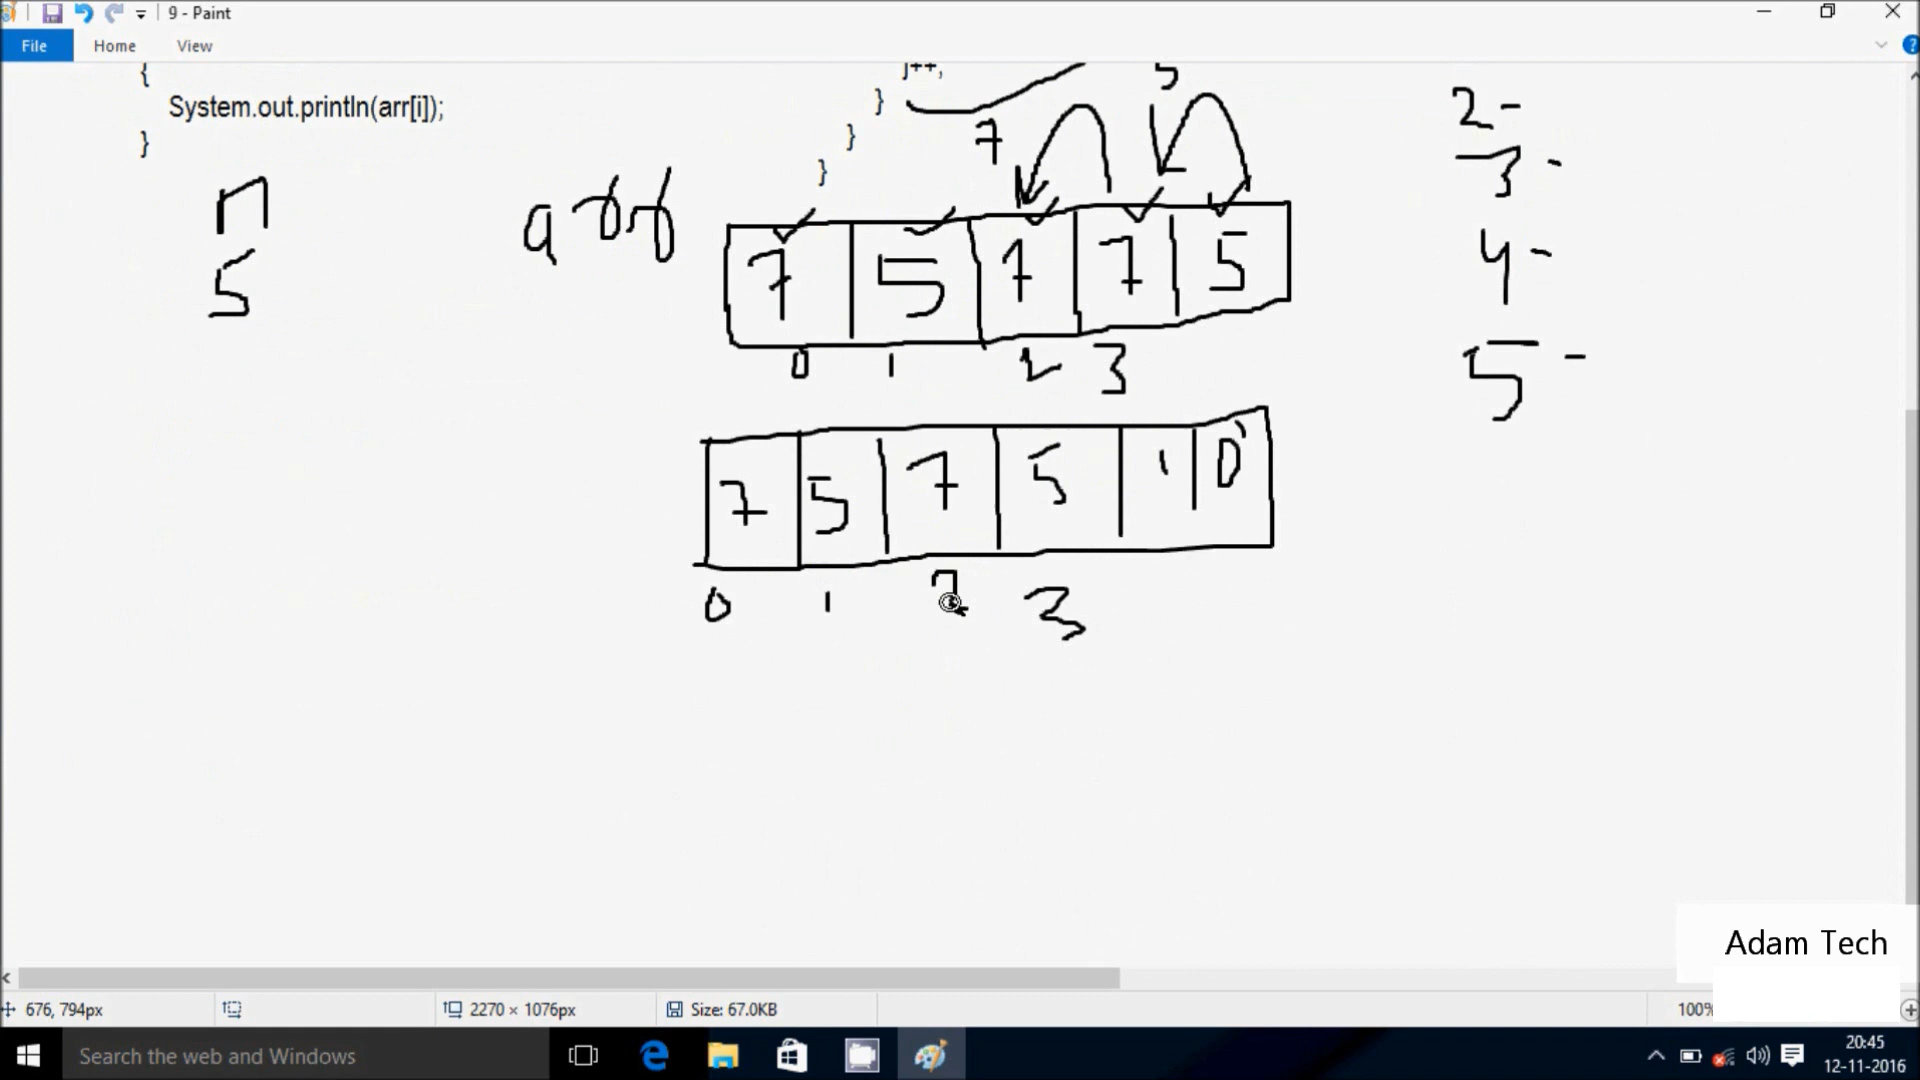 9 - Paint
File Home View
{
System.out.println(arr[i]);
}
j++;
}
}
}
5
7
n
5
arr
7 5 7 7 5
0 1 2 3
7 5 7 5 1 0
0 1 2 3
2-
3-
4-
5-
Adam Tech
676, 794px 2270 × 1076px Size: 67.0KB 100%
Search the web and Windows
20:45
12-11-2016